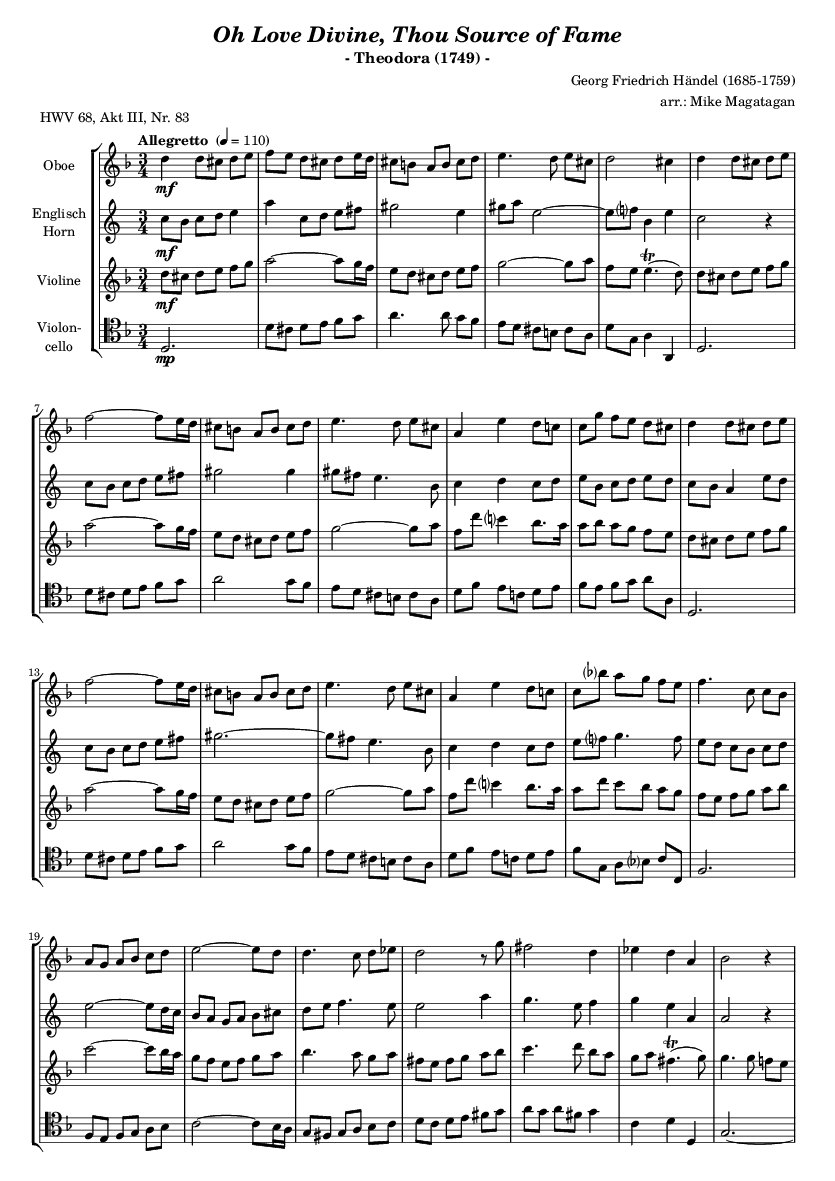 Oh Love Divine, Thou Source of Fame
- Theodora (1749) -
Georg Friedrich Händel (1685-1759)
arr.: Mike Magatagan
HWV 68, Akt III, Nr. 83
Allegretto (♩ = 110)
Oboe
mf
Englisch
Horn
mf
tr
Violine
mf
Violon-
cello
mp
7
13
19
tr